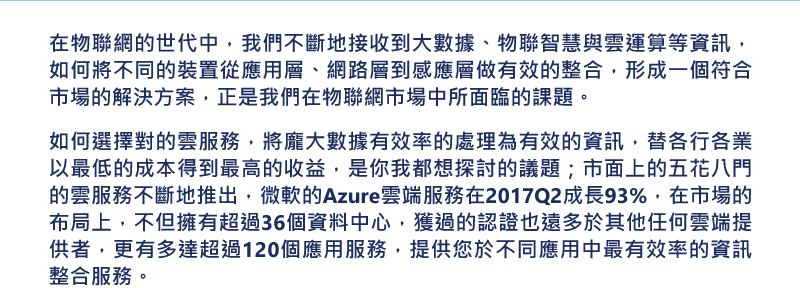 在物聯網的世代中，我們不斷地接收到大數據、物聯智慧與雲運算等資訊，
如何將不同的裝置從應用層、網路層到感應層做有效的整合，形成一個符合
市場的解決方案，正是我們在物聯網市場中所面臨的課題。
如何選擇對的雲服務，將龐大數據有效率的處理為有效的資訊，替各行各業
以最低的成本得到最高的收益，是你我都想探討的議題；市面上的五花八門
的雲服務不斷地推出，微軟的Azure雲端服務在2017Q2成長93%，在市場的
布局上，不但擁有超過36個資料中心，獲過的認證也遠多於其他任何雲端提
供者，更有多達超過120個應用服務，提供您於不同應用中最有效率的資訊
整合服務。